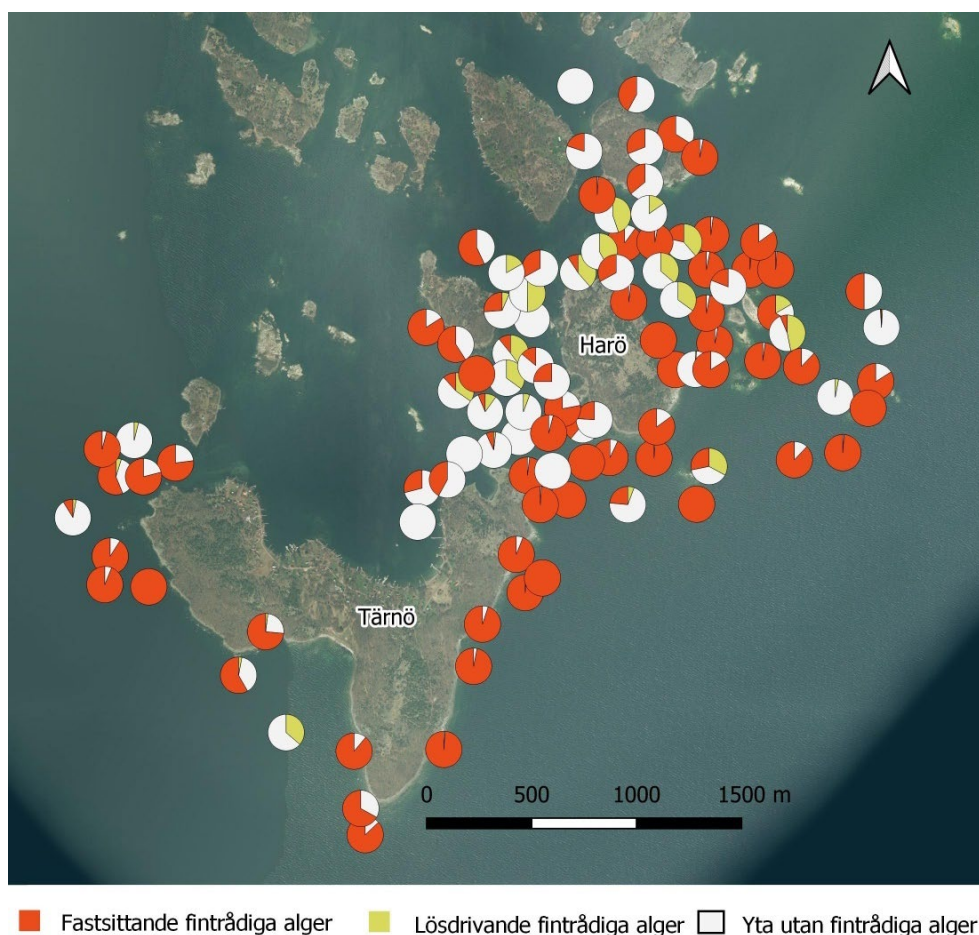 Harö
Tärnö
0 500 1000 1500 m
Fastsittande fintrådiga alger Lösdrivande fintrådiga alger Yta utan fintrådiga alger